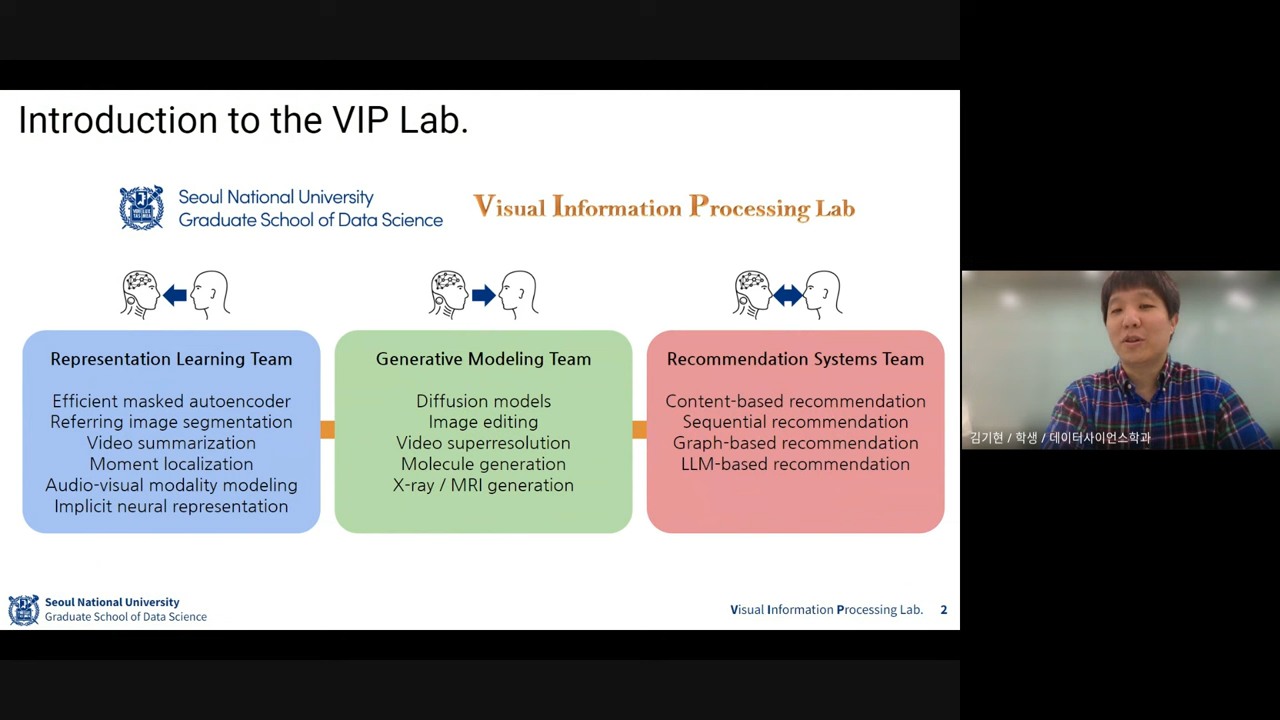 Introduction to the VIP Lab.
Seoul National University
Graduate School of Data Science
Visual Information Processing Lab
Representation Learning Team
Efficient masked autoencoder
Referring image segmentation
Video summarization
Moment localization
Audio-visual modality modeling
Implicit neural representation
Generative Modeling Team
Diffusion models
Image editing
Video superresolution
Molecule generation
X-ray / MRI generation
Recommendation Systems Team
Content-based recommendation
Sequential recommendation
Graph-based recommendation
LLM-based recommendation
김기현 / 학생 / 데이터사이언스학과
Seoul National University
Graduate School of Data Science
Visual Information Processing Lab. 2